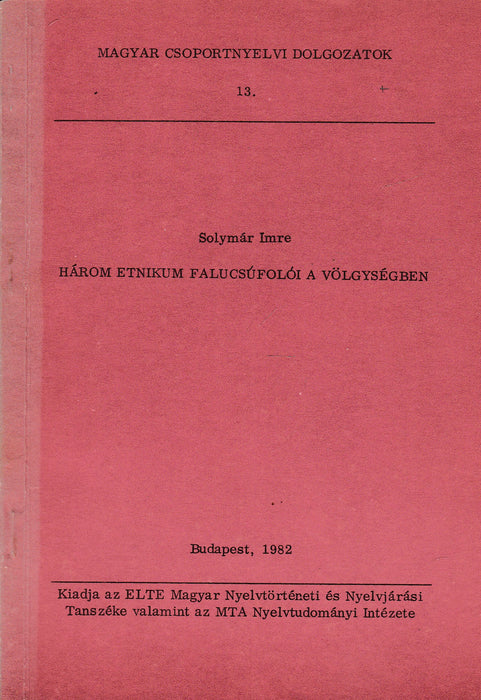 MAGYAR CSOPORTNYELVI DOLGOZATOK
13.
Solymár Imre
HÁROM ETNIKUM FALUCSÚFOLÓI A VÖLGYSÉGBEN
Budapest, 1982
Kiadja az ELTE Magyar Nyelvtörténeti és Nyelvjárási
Tanszéke valamint az MTA Nyelvtudományi Intézete